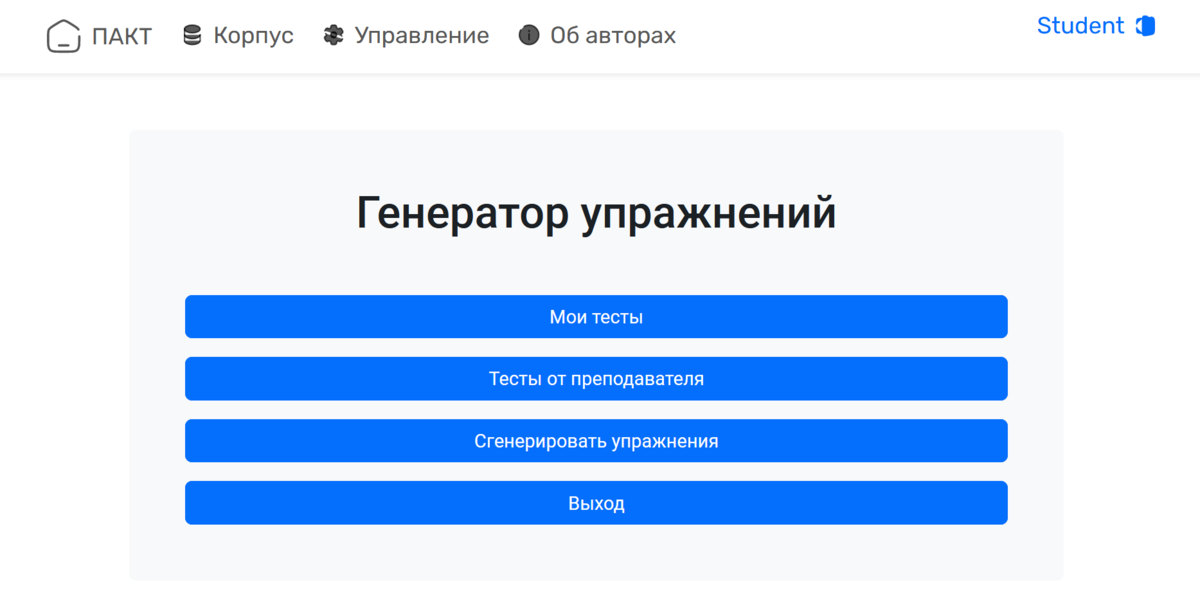 ПАКТ Корпус Управление Об авторах Student
Генератор упражнений
Мои тесты
Тесты от преподавателя
Сгенерировать упражнения
Выход